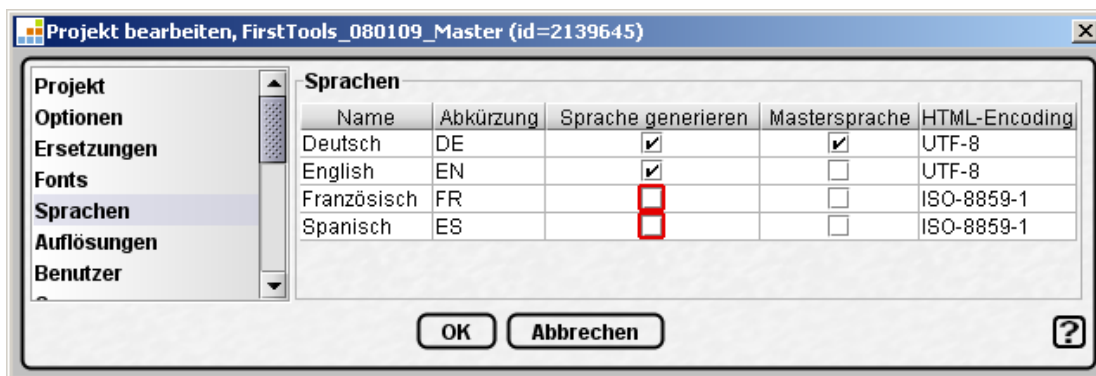 Projekt bearbeiten, FirstTools_080109_Master (id=2139645)
Projekt
Optionen
Ersetzungen
Fonts
Sprachen
Auflösungen
Benutzer
Sprachen
Name Abkürzung Sprache generieren Mastersprache HTML-Encoding
Deutsch DE UTF-8
English EN UTF-8
Französisch FR ISO-8859-1
Spanisch ES ISO-8859-1
OK Abbrechen ?